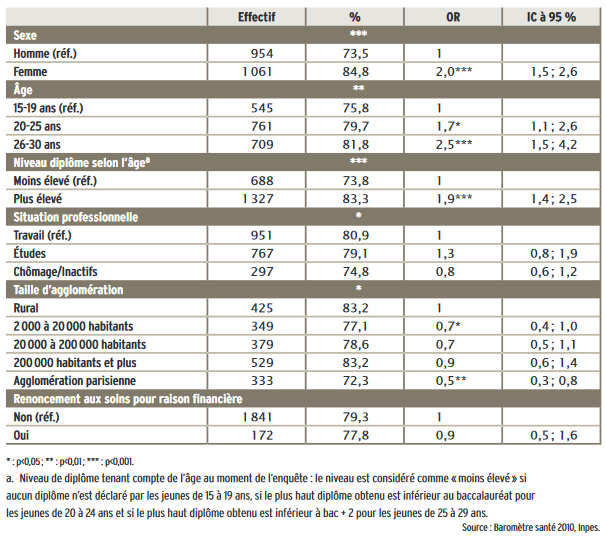 Effectif % OR IC à 95 %
Sexe ***
Homme (réf.) 954 73,5 1
Femme 1 061 84,8 2,0*** 1,5 ; 2,6
Âge **
15-19 ans (réf.) 545 75,8 1
20-25 ans 761 79,7 1,7* 1,1 ; 2,6
26-30 ans 709 81,8 2,5*** 1,5 ; 4,2
Niveau diplôme selon l'âgeª ***
Moins élevé (réf.) 688 73,8 1
Plus élevé 1 327 83,3 1,9*** 1,4 ; 2,5
Situation professionnelle *
Travail (réf.) 951 80,9 1
Études 767 79,1 1,3 0,8 ; 1,9
Chômage/Inactifs 297 74,8 0,8 0,6 ; 1,2
Taille d'agglomération *
Rural 425 83,2 1
2 000 à 20 000 habitants 349 77,1 0,7* 0,4 ; 1,0
20 000 à 200 000 habitants 379 78,6 0,7 0,5 ; 1,1
200 000 habitants et plus 529 83,2 0,9 0,6 ; 1,4
Agglomération parisienne 333 72,3 0,5** 0,3 ; 0,8
Renoncement aux soins pour raison financière
Non (réf.) 1 841 79,3 1
Oui 172 77,8 0,9 0,5 ; 1,6
* : p<0,05 ; ** : p<0,01 ; *** : p<0,001.
a. Niveau de diplôme tenant compte de l'âge au moment de l'enquête : le niveau est considéré comme « moins élevé » si
aucun diplôme n'est déclaré par les jeunes de 15 à 19 ans, si le plus haut diplôme obtenu est inférieur au baccalauréat pour
les jeunes de 20 à 24 ans et si le plus haut diplôme obtenu est inférieur à bac + 2 pour les jeunes de 25 à 29 ans.
Source : Baromètre santé 2010, Inpes.